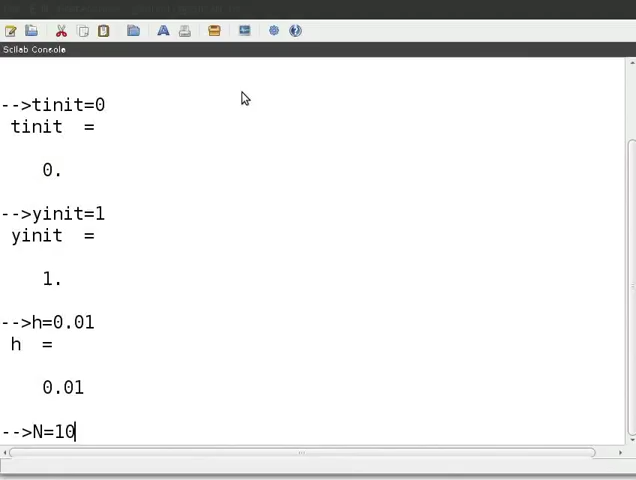 Scilab Console
-->tinit=0
tinit =
0.
-->yinit=1
yinit =
1.
-->h=0.01
h =
0.01
-->N=10